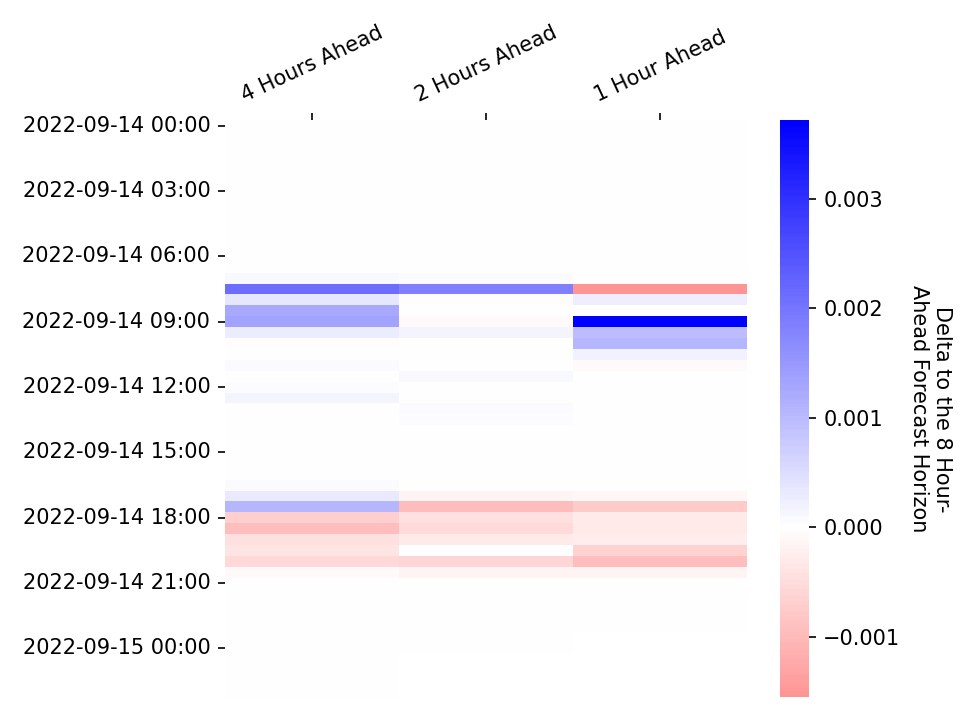 4 Hours Ahead
2 Hours Ahead
1 Hour Ahead
2022-09-14 00:00
2022-09-14 03:00
2022-09-14 06:00
2022-09-14 09:00
2022-09-14 12:00
2022-09-14 15:00
2022-09-14 18:00
2022-09-14 21:00
2022-09-15 00:00
0.003
0.002
0.001
0.000
−0.001
Delta to the 8 Hour-
Ahead Forecast Horizon